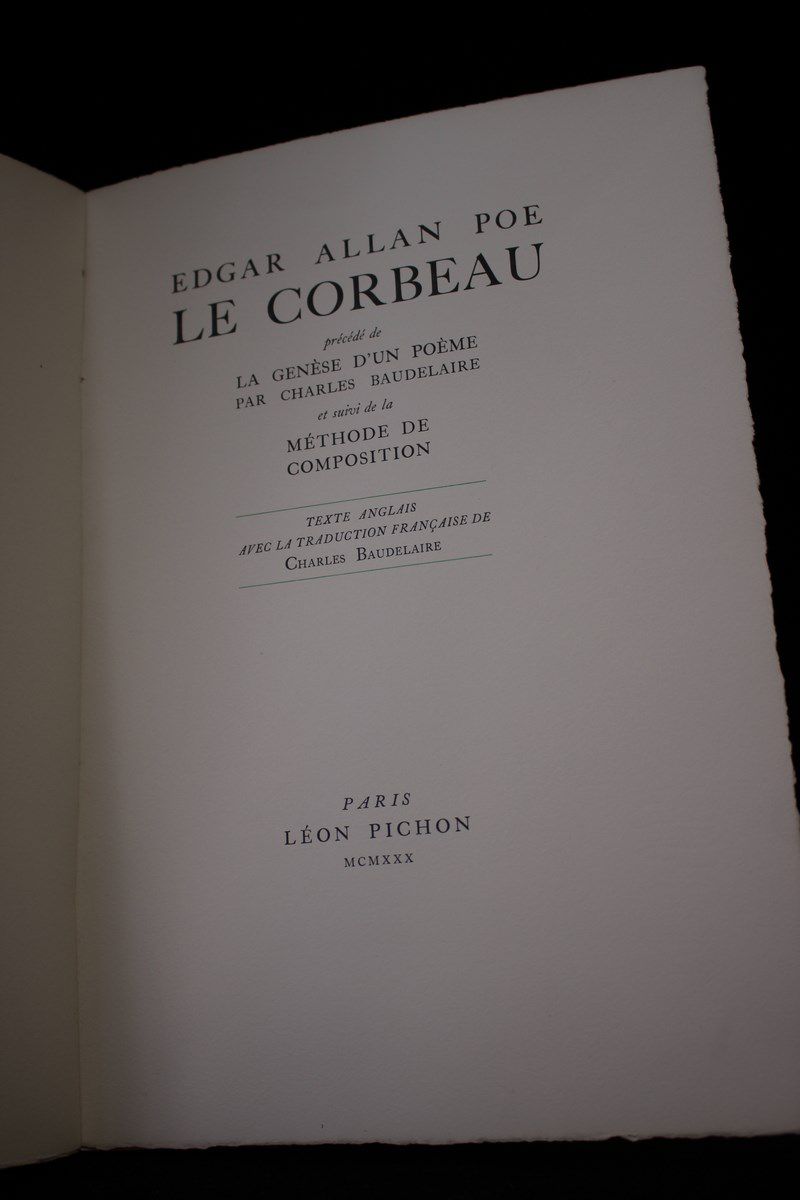 EDGAR ALLAN POE
LE CORBEAU
précédé de
LA GENÈSE D'UN POÈME
PAR CHARLES BAUDELAIRE
et suivi de la
MÉTHODE DE
COMPOSITION
TEXTE ANGLAIS
AVEC LA TRADUCTION FRANÇAISE DE
CHARLES BAUDELAIRE
PARIS
LÉON PICHON
MCMXXX